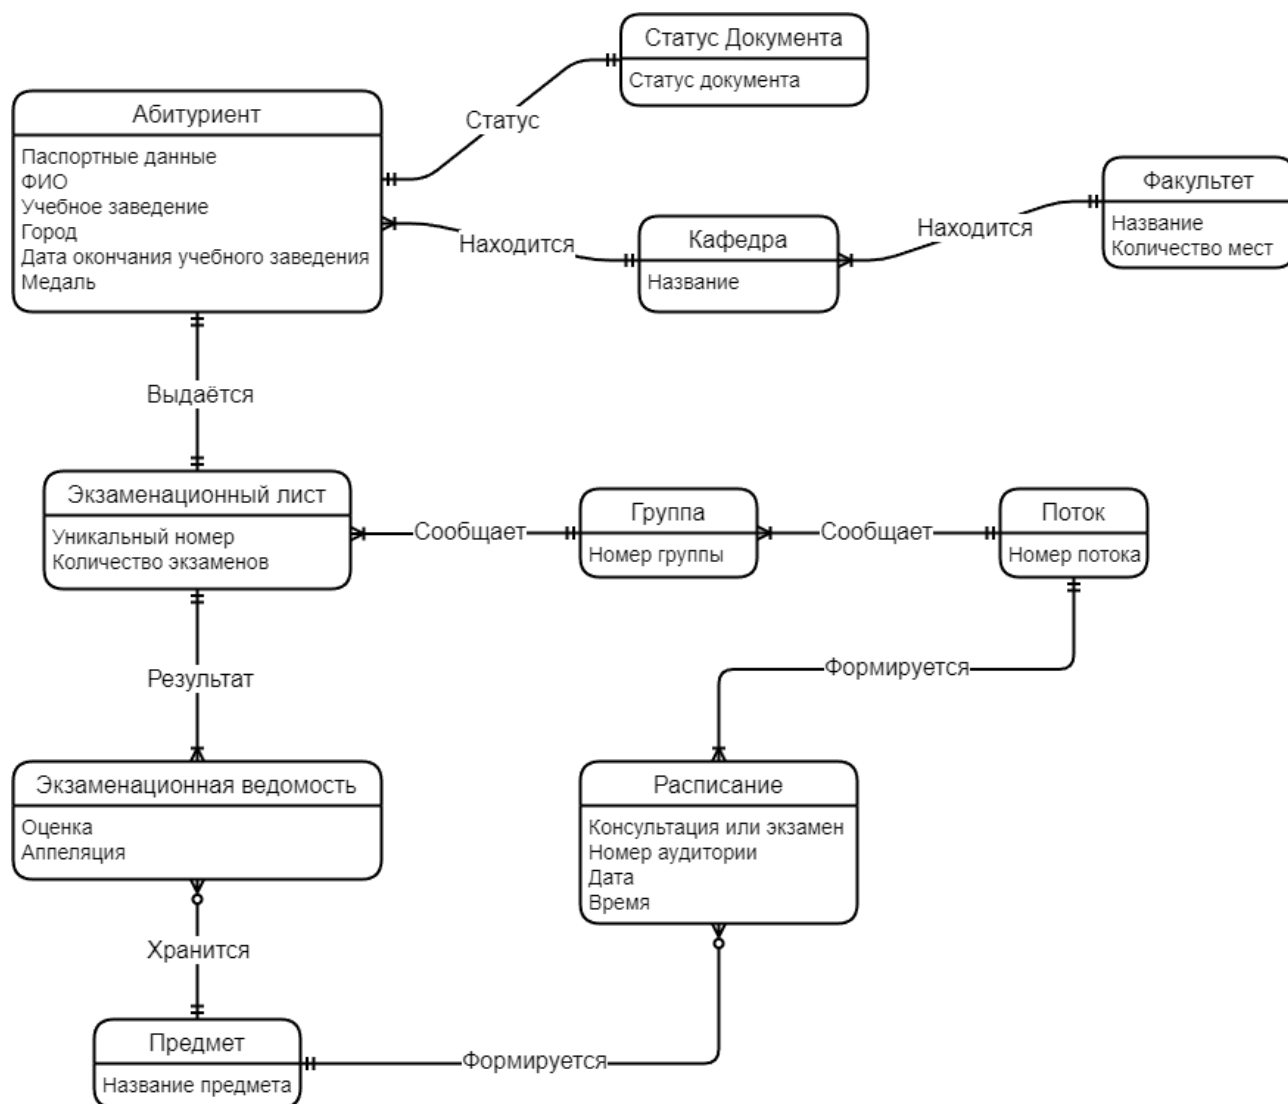 Статус Документа
Статус документа
Абитуриент
Паспортные данные
ФИО
Учебное заведение
Город
Дата окончания учебного заведения
Медаль
Статус
Находится
Кафедра
Название
Находится
Факультет
Название
Количество мест
Выдаётся
Экзаменационный лист
Уникальный номер
Количество экзаменов
Сообщает
Группа
Номер группы
Сообщает
Поток
Номер потока
Результат
Формируется
Экзаменационная ведомость
Оценка
Аппеляция
Расписание
Консультация или экзамен
Номер аудитории
Дата
Время
Хранится
Предмет
Название предмета
Формируется